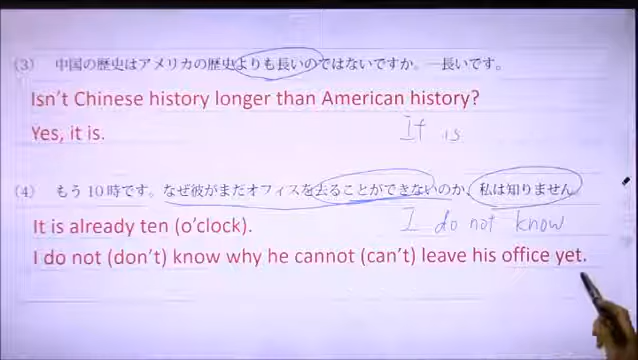 (3) 中国の歴史はアメリカの歴史よりも長いのではないですか。―長いです。
Isn't Chinese history longer than American history?
Yes, it is.
It is
(4) もう 10 時です。なぜ彼がまだオフィスを去ることができないのか、私は知りません。
It is already ten (o'clock).
I do not know
I do not (don't) know why he cannot (can't) leave his office yet.